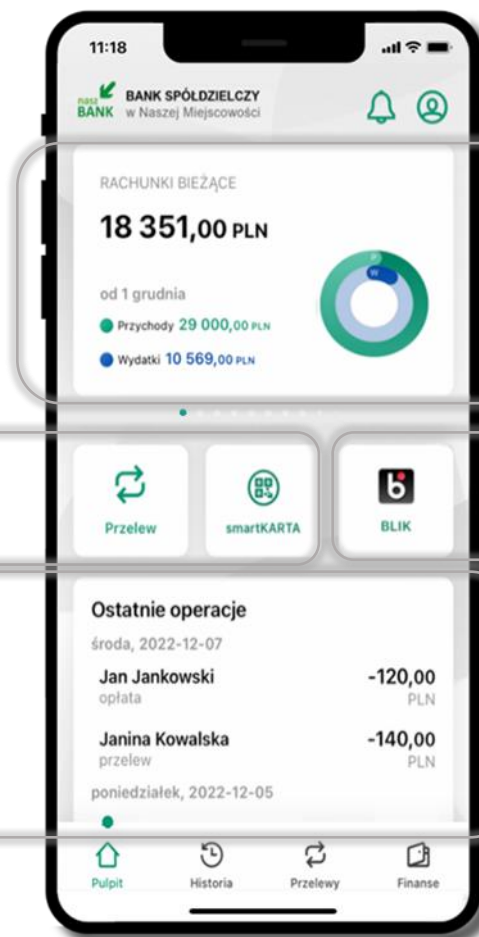 11:18
nasz
BANK
BANK SPÓŁDZIELCZY
w Naszej Miejscowości
RACHUNKI BIEŻĄCE
18 351,00 PLN
od 1 grudnia
Przychody 29 000,00 PLN
Wydatki 10 569,00 PLN
P
W
Przelew
smartKARTA
BLIK
Ostatnie operacje
środa, 2022-12-07
Jan Jankowski
-120,00
opłata
PLN
Janina Kowalska
-140,00
przelew
PLN
poniedziałek, 2022-12-05
Pulpit
Historia
Przelewy
Finanse